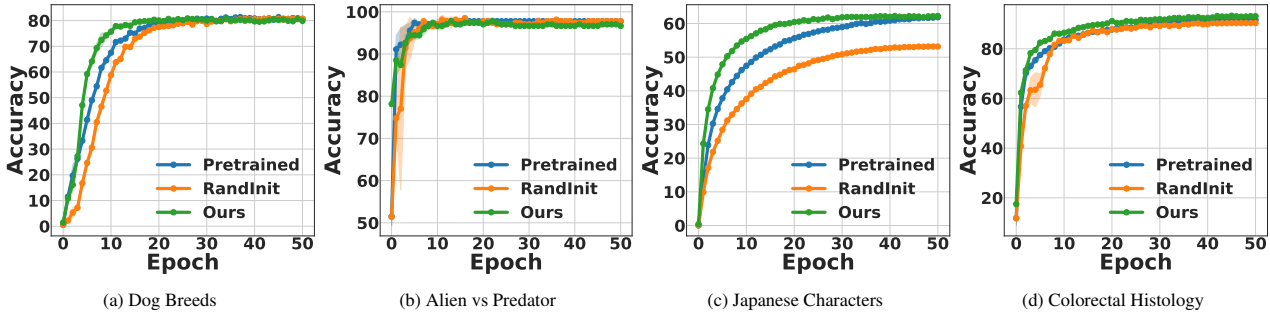 Accuracy
80
70
60
50
40
30
20
10
0
0 10 20 30 40 50
Epoch
Pretrained
RandInit
Ours
(a) Dog Breeds
Accuracy
100
90
80
70
60
50
0 10 20 30 40 50
Epoch
Pretrained
RandInit
Ours
(b) Alien vs Predator
Accuracy
60
50
40
30
20
10
0
0 10 20 30 40 50
Epoch
Pretrained
RandInit
Ours
(c) Japanese Characters
Accuracy
80
60
40
20
0 10 20 30 40 50
Epoch
Pretrained
RandInit
Ours
(d) Colorectal Histology